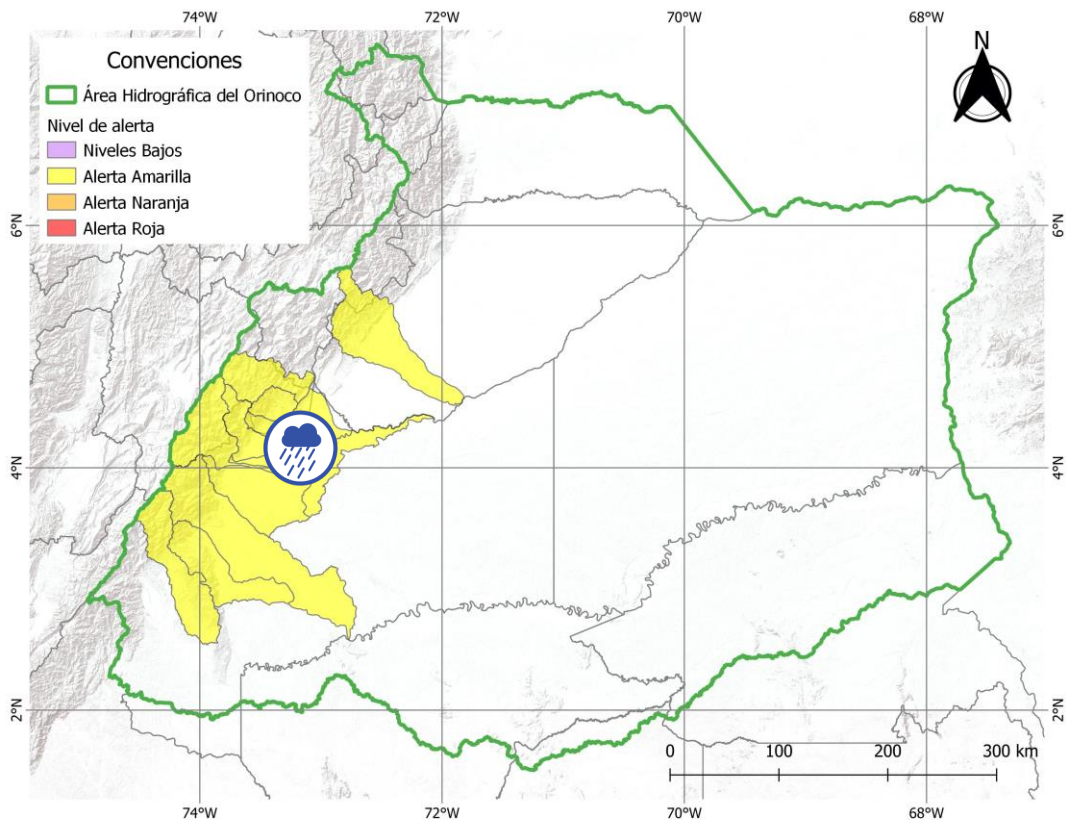 74°W 72°W 70°W 68°W
Convenciones
Área Hidrográfica del Orinoco
Nivel de alerta
Niveles Bajos
Alerta Amarilla
Alerta Naranja
Alerta Roja
N
6°N 6°N
4°N 4°N
2°N 2°N
0 100 200 300 km
74°W 72°W 70°W 68°W